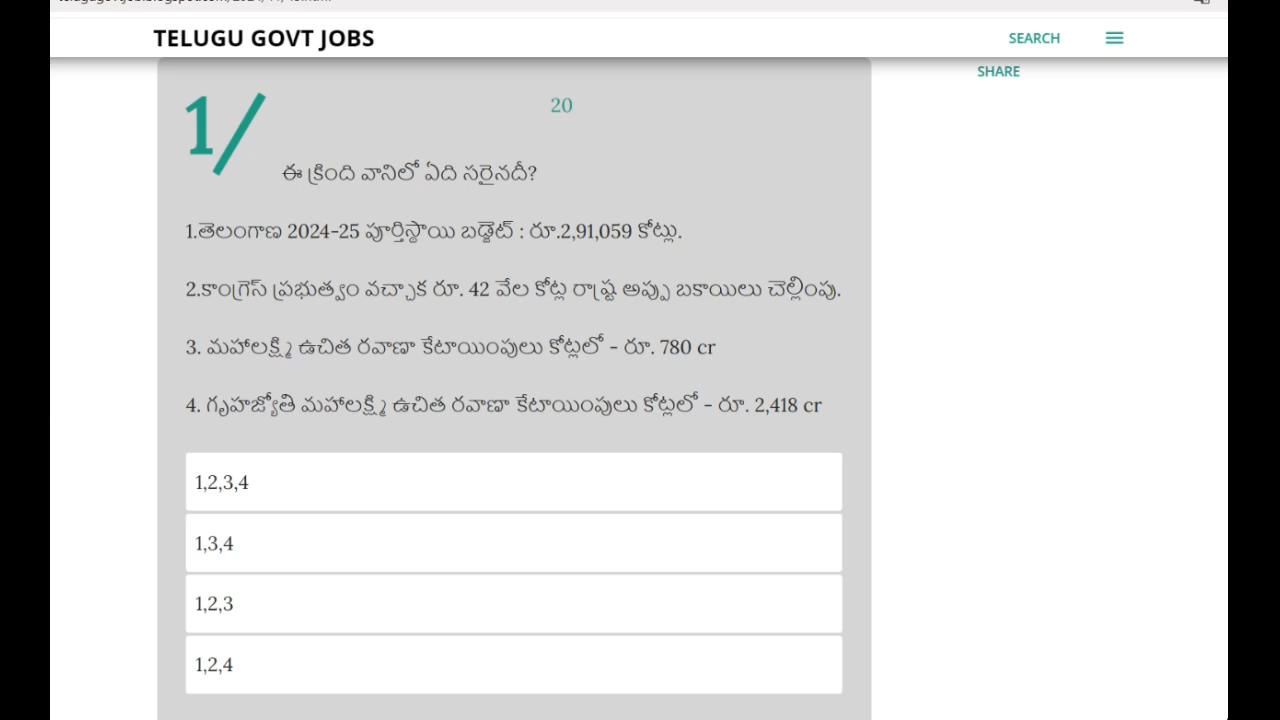 TELUGU GOVT JOBS
SEARCH
SHARE
1/
20
ఈ క్రింది వానిలో ఏది సరైనదీ?
1.తెలంగాణ 2024-25 పూర్తిస్థాయి బడ్జెట్ : రూ.2,91,059 కోట్లు.
2.కాంగ్రెస్ ప్రభుత్వం వచ్చాక రూ. 42 వేల కోట్ల రాష్ట్ర అప్పు బకాయిలు చెల్లింపు.
3. మహాలక్ష్మి ఉచిత రవాణా కేటాయింపులు కోట్లలో - రూ. 780 cr
4. గృహజ్యోతి మహాలక్ష్మి ఉచిత రవాణా కేటాయింపులు కోట్లలో - రూ. 2,418 cr
1,2,3,4
1,3,4
1,2,3
1,2,4